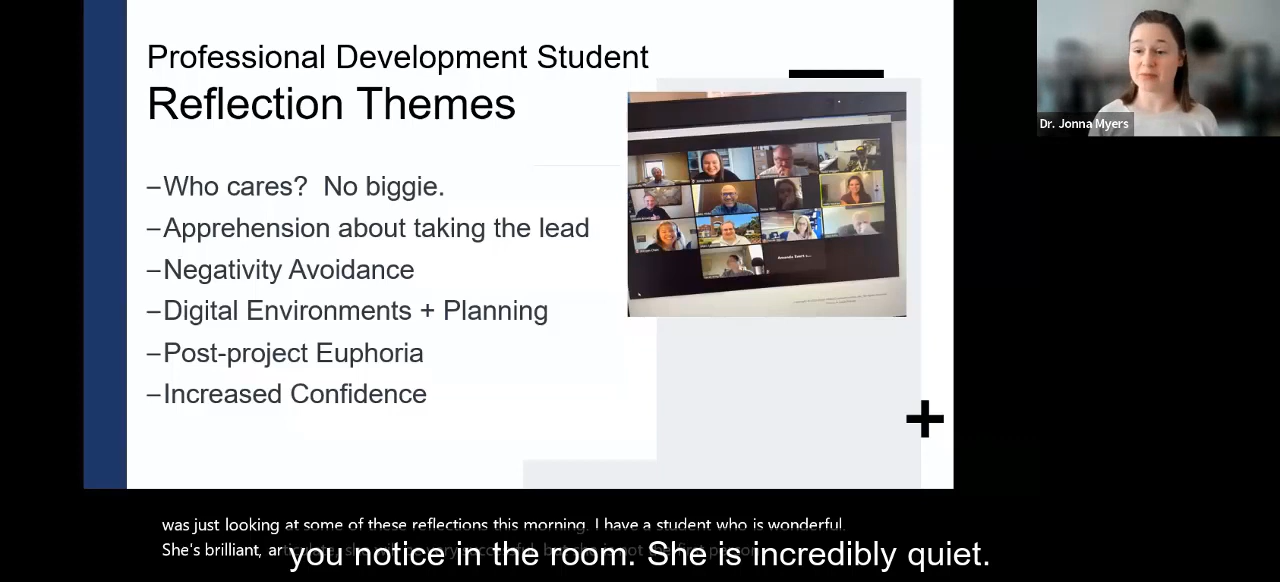 Professional Development Student
Reflection Themes
–Who cares?  No biggie.
–Apprehension about taking the lead
–Negativity Avoidance
–Digital Environments + Planning
–Post-project Euphoria
–Increased Confidence
Dr. Jonna Myers
was just looking at some of these reflections this morning. I have a student who is wonderful.
She's brilliant,
you notice in the room. She is incredibly quiet.